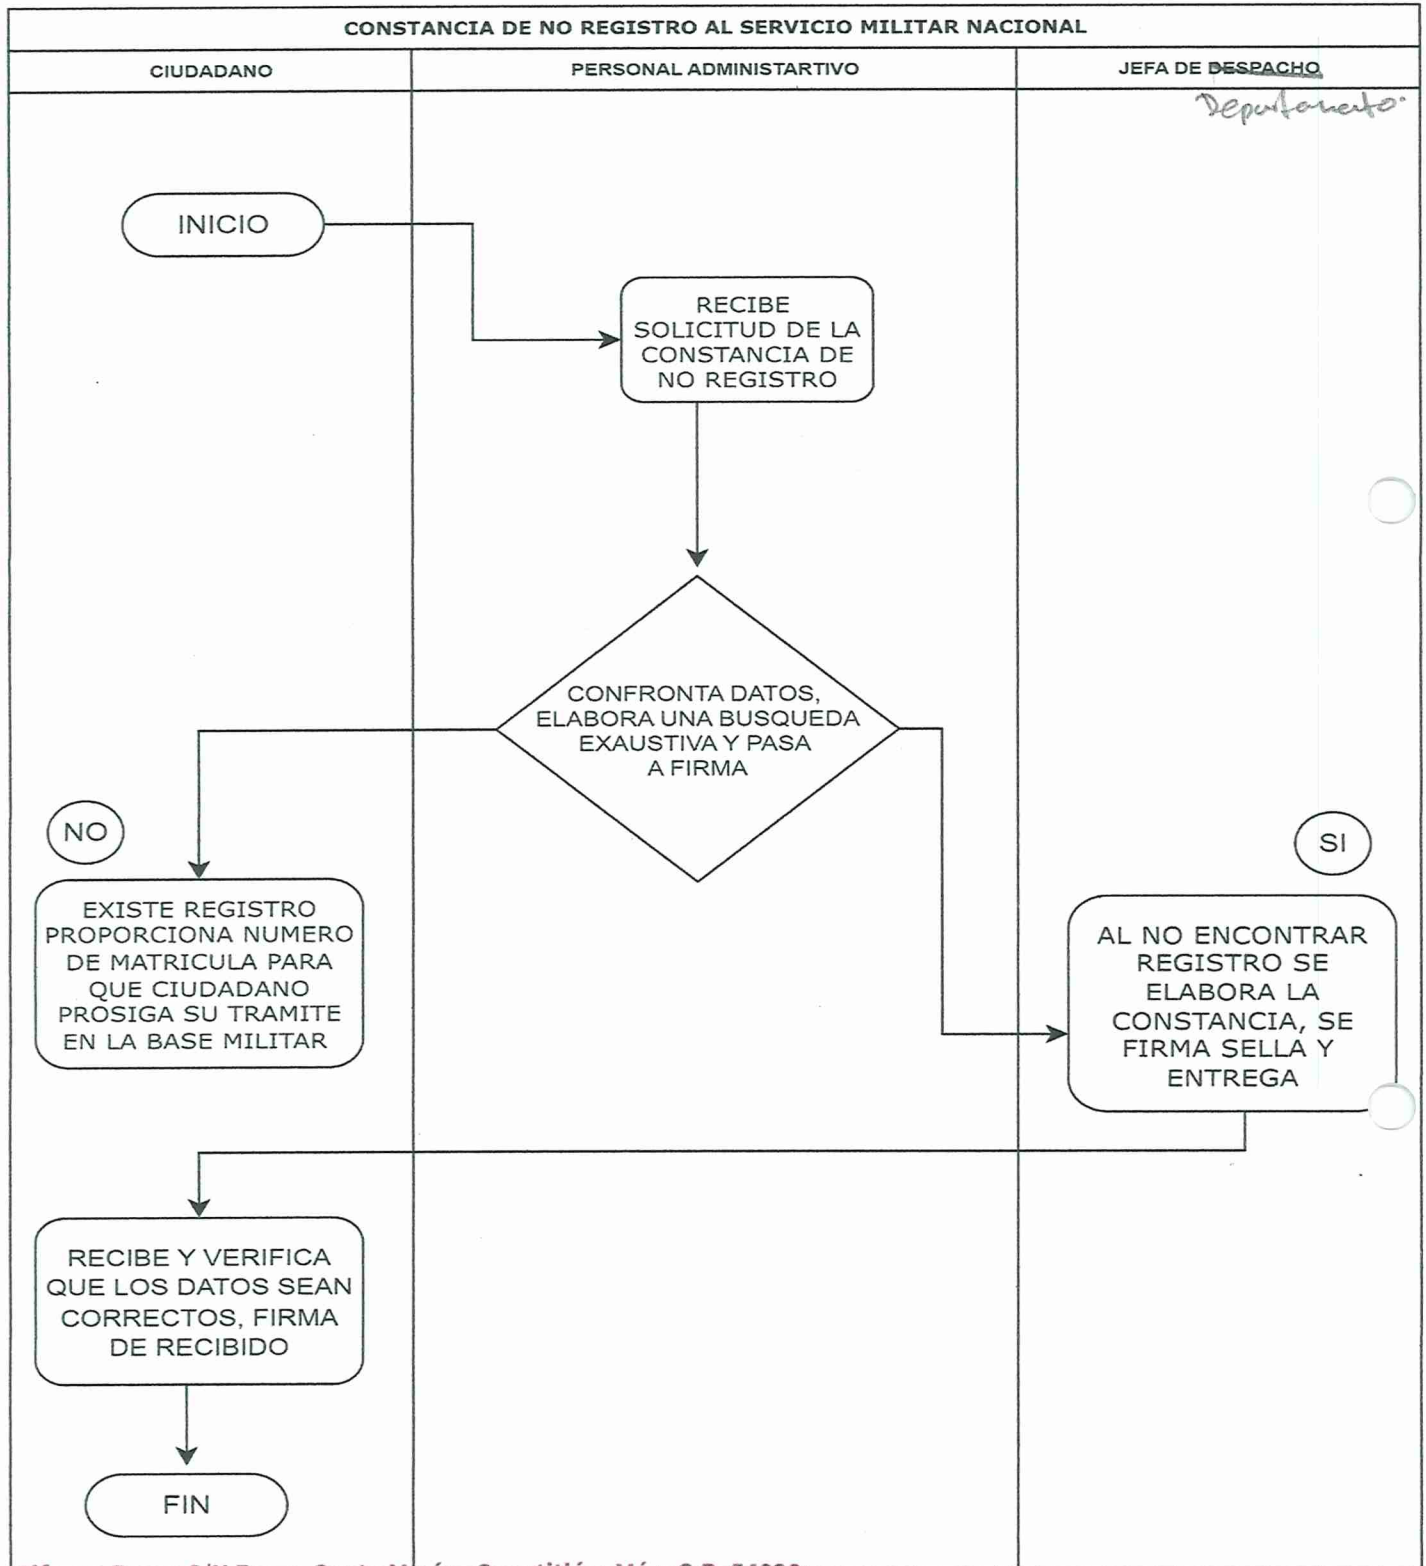 CONSTANCIA DE NO REGISTRO AL SERVICIO MILITAR NACIONAL
CIUDADANO
PERSONAL ADMINISTARTIVO
JEFA DE DESPACHO
Departamento.
INICIO
RECIBE
SOLICITUD DE LA
CONSTANCIA DE
NO REGISTRO
CONFRONTA DATOS,
ELABORA UNA BUSQUEDA
EXAUSTIVA Y PASA
A FIRMA
NO
SI
EXISTE REGISTRO
PROPORCIONA NUMERO
DE MATRICULA PARA
QUE CIUDADANO
PROSIGA SU TRAMITE
EN LA BASE MILITAR
AL NO ENCONTRAR
REGISTRO SE
ELABORA LA
CONSTANCIA, SE
FIRMA SELLA Y
ENTREGA
RECIBE Y VERIFICA
QUE LOS DATOS SEAN
CORRECTOS, FIRMA
DE RECIBIDO
FIN